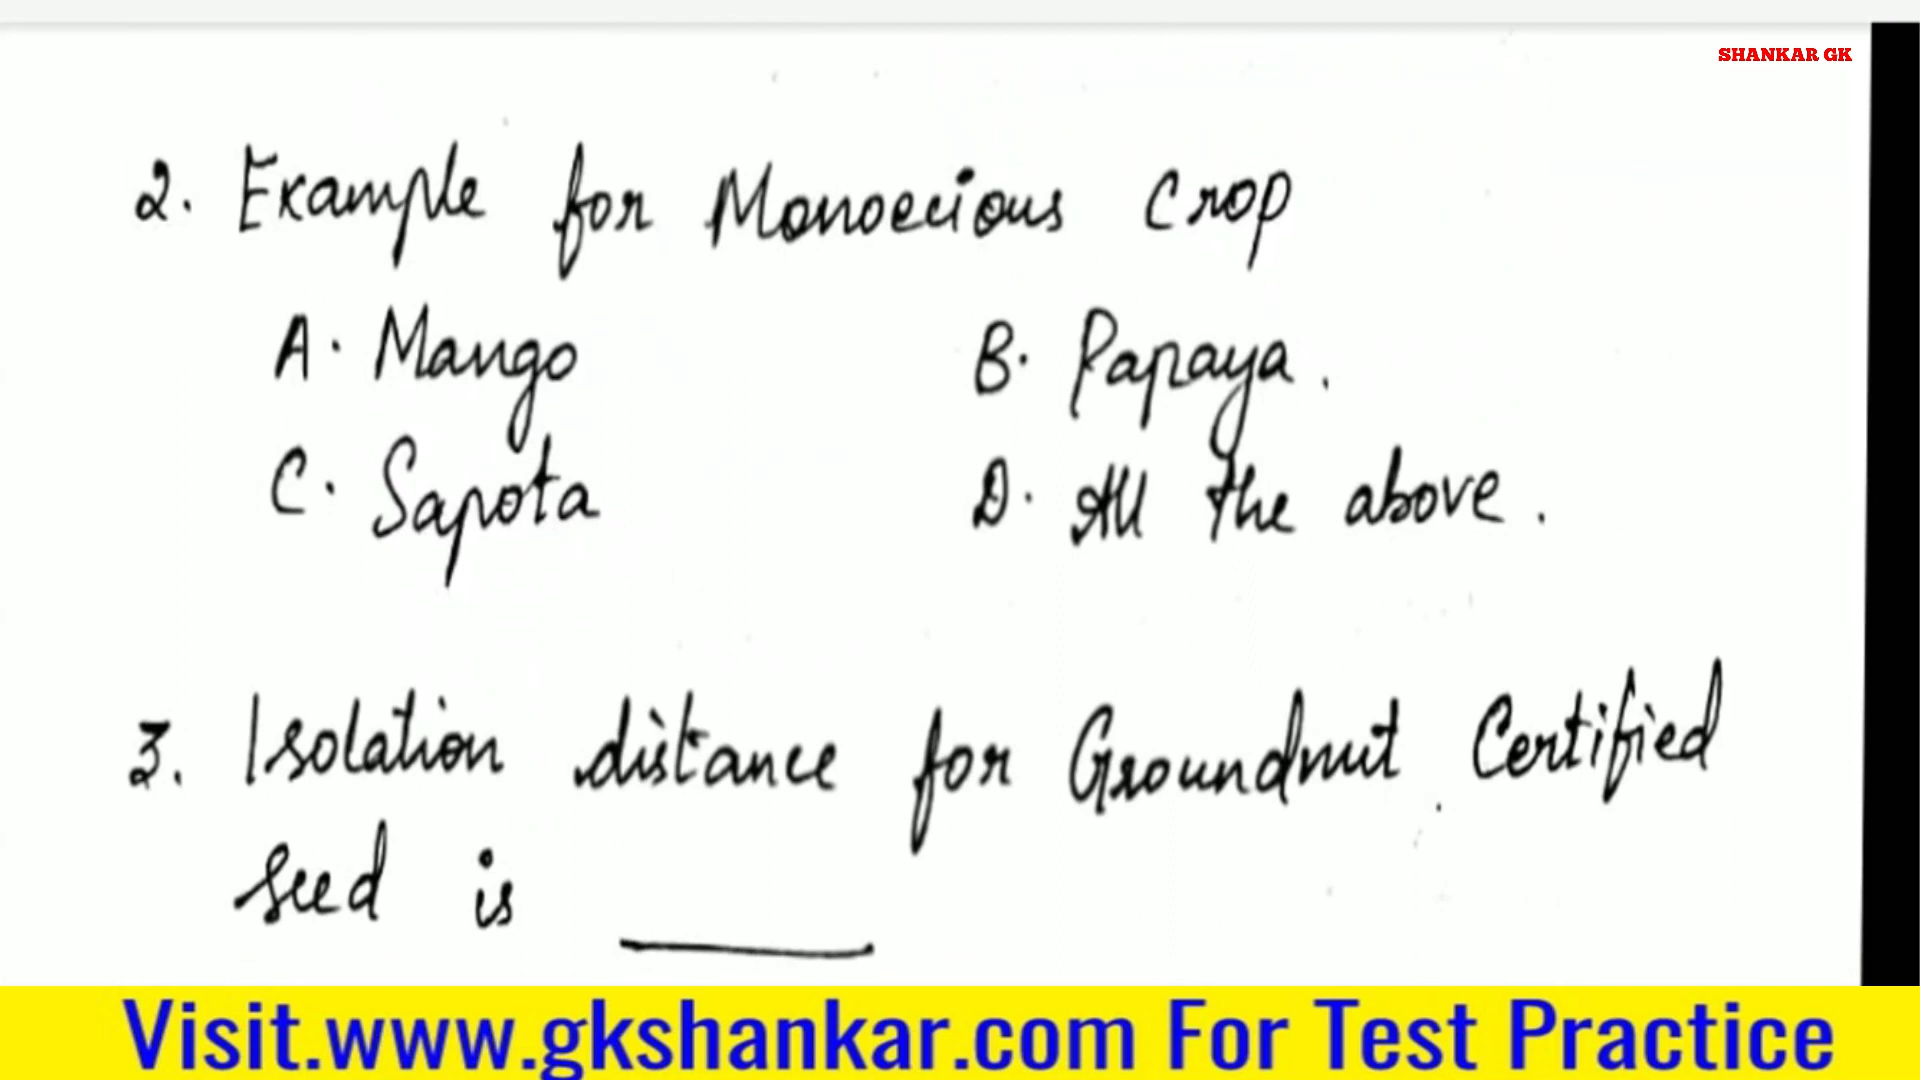 SHANKAR GK
2. Example for Monoecious Crop
A. Mango B. Papaya.
C. Sapota D. All the above.
3. Isolation distance for Groundnut Certified
seed is ____
Visit.www.gkshankar.com For Test Practice